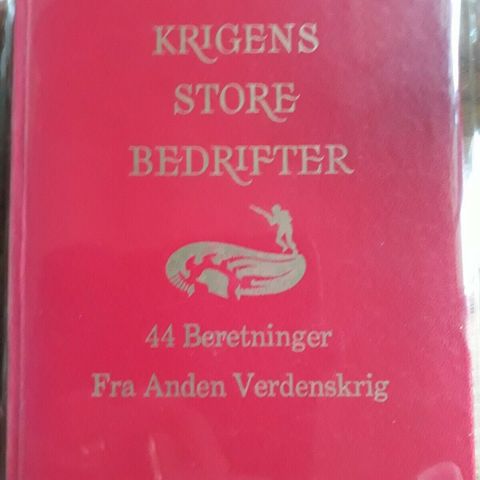 KRIGENS
STORE
BEDRIFTER
44 Beretninger
Fra Anden Verdenskrig